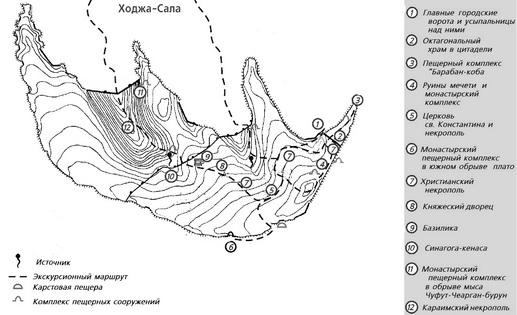 Ходжа-Сала
11
12
10
9
8
7
7
5
4
2
1
3
6
Источник
Экскурсионный маршрут
Карстовая пещера
Комплекс пещерных сооружений
1 Главные городские
ворота и усыпальницы
над ними
2 Октагональный
храм в цитадели
3 Пещерный комплекс
"Барабан-коба"
4 Руины мечети и
монастырский
комплекс
5 Церковь
св. Константина и
некрополь
6 Монастырский
пещерный комплекс
в южном обрыве плато
7 Христианский
некрополь
8 Княжеский дворец
9 Базилика
10 Синагога-кенаса
11 Монастырский
пещерный комплекс
в обрыве мыса
Чуфут-Чеарган-бурун
12 Караимский некрополь